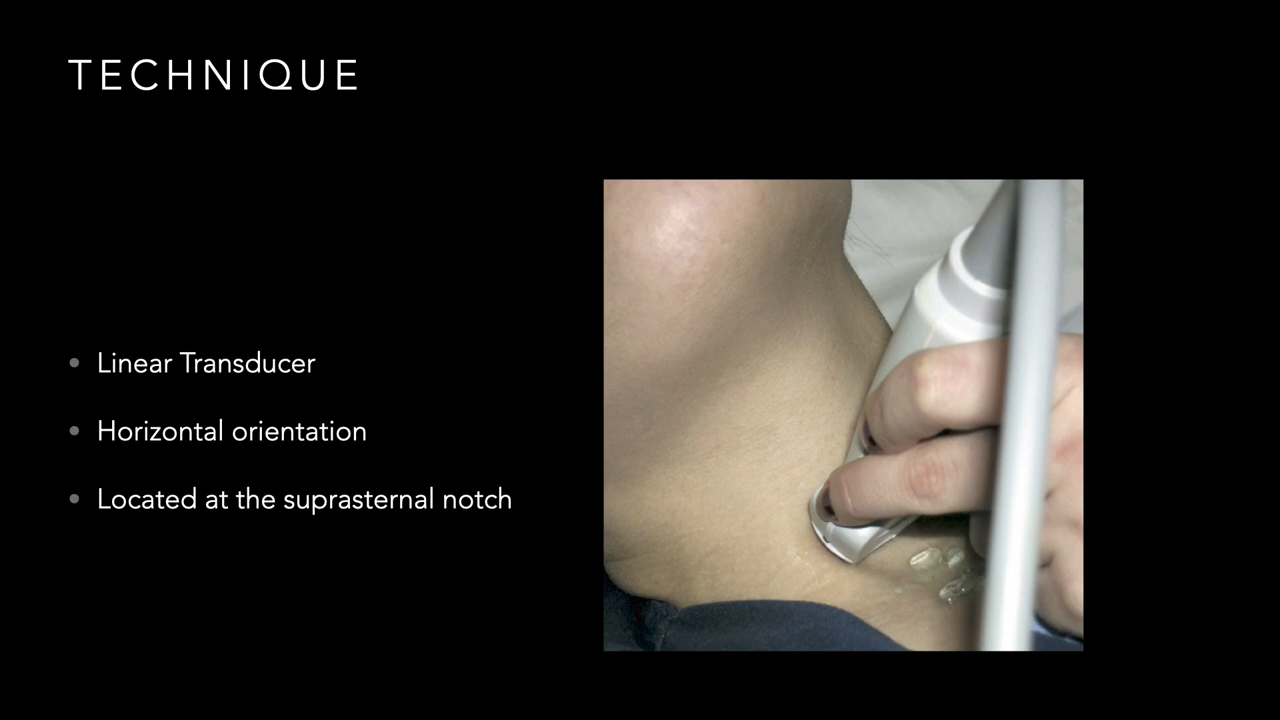 TECHNIQUE
Linear Transducer
Horizontal orientation
Located at the suprasternal notch